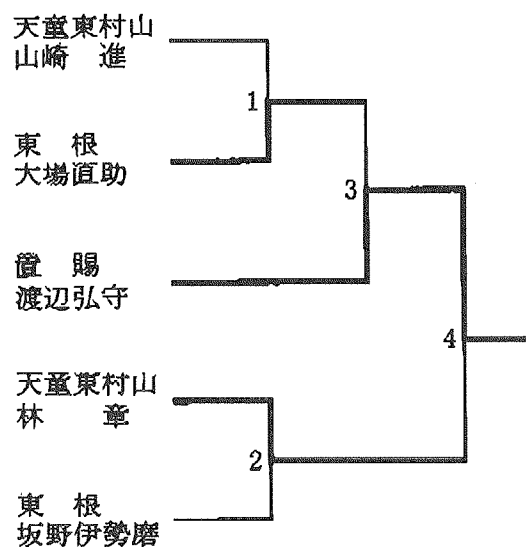 天童東村山
山崎　進
1
東　根
大場直助
3
置　賜
渡辺弘守
4
天童東村山
林　　章
2
東　根
坂野伊勢磨